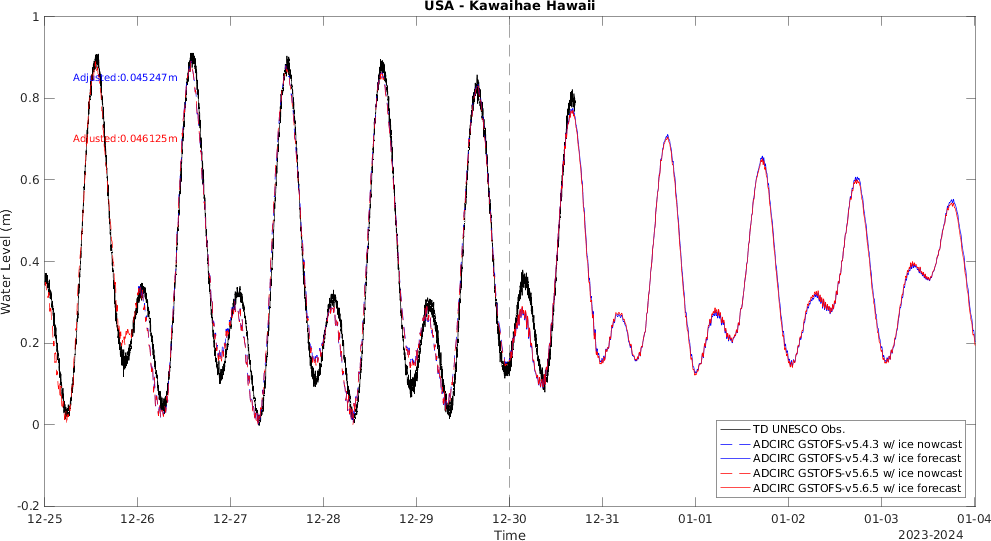 USA - Kawaihae Hawaii
1
0.8
0.6
0.4
0.2
0
-0.2
Water Level (m)
Adjusted:0.045247m
Adjusted:0.046125m
TD UNESCO Obs.
ADCIRC GSTOFS-v5.4.3 w/ ice nowcast
ADCIRC GSTOFS-v5.4.3 w/ ice forecast
ADCIRC GSTOFS-v5.6.5 w/ ice nowcast
ADCIRC GSTOFS-v5.6.5 w/ ice forecast
12-25 12-26 12-27 12-28 12-29 12-30 12-31 01-01 01-02 01-03 01-04
Time
2023-2024